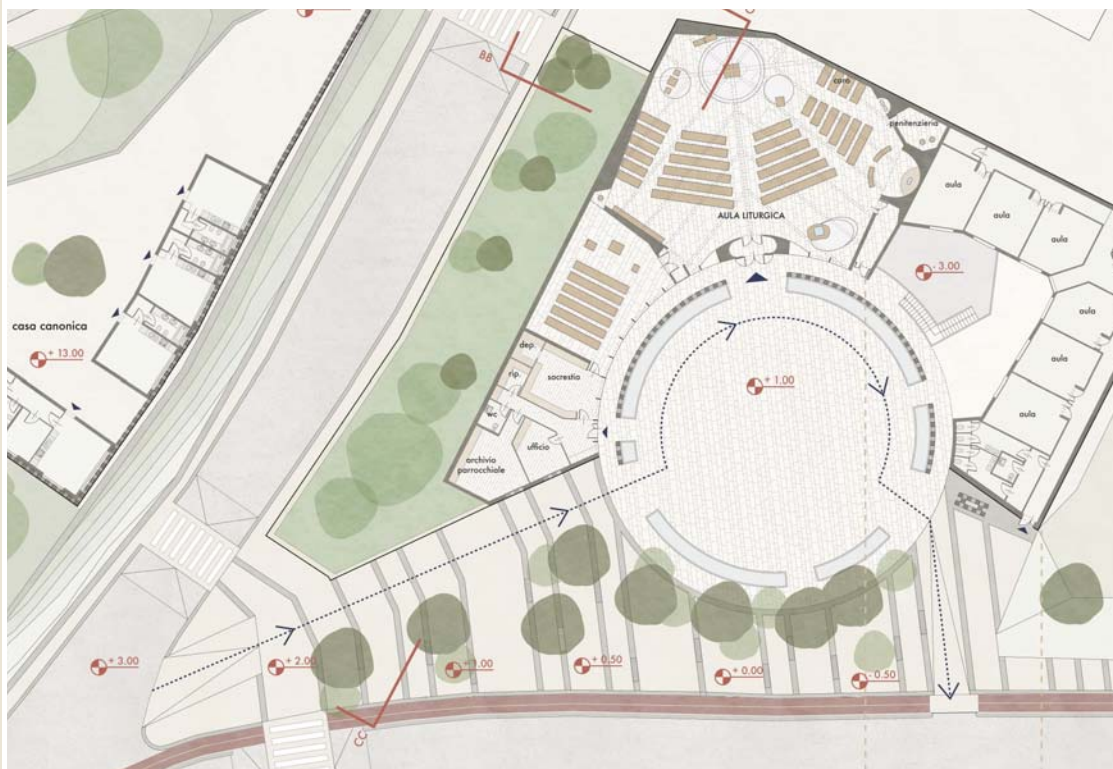 BB
coro
penitenzieria
aula
aula
aula
AULA LITURGICA
- 3.00
casa canonica
+ 13.00
aula
aula
aula
dep.
rip.
sacrestia
wc
ufficio
archivio
parrocchiale
+ 1.00
+ 3.00
+ 2.00
+ 1.00
+ 0.50
+ 0.00
- 0.50
CC